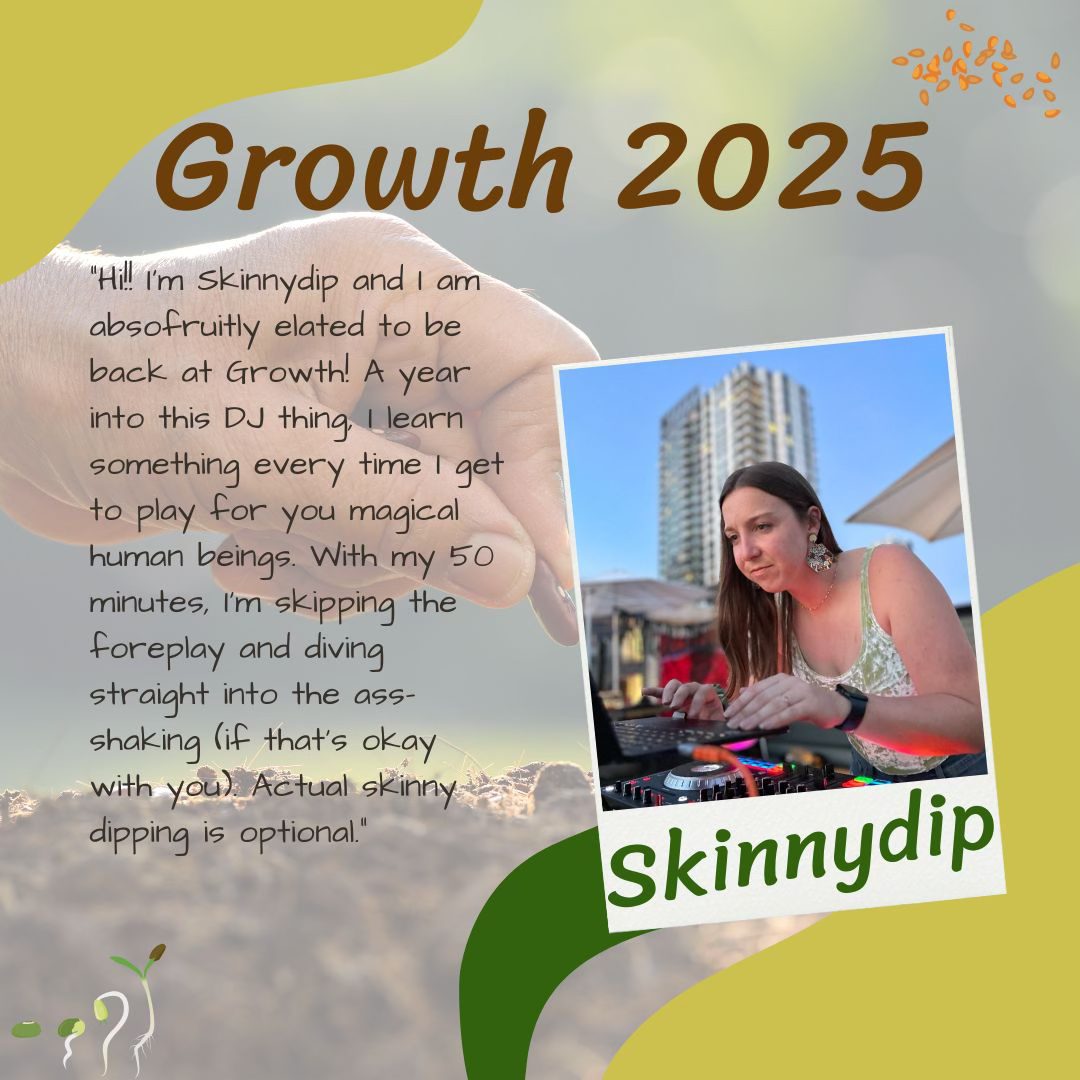 Growth 2025
"Hi!! I'm Skinnydip and I am
absofruitly elated to be
back at Growth! A year
into this DJ thing, I learn
something every time I get
to play for you magical
human beings. With my 50
minutes, I'm skipping the
foreplay and diving
straight into the ass-
shaking (if that's okay
with you). Actual skinny
dipping is optional."
Skinnydip